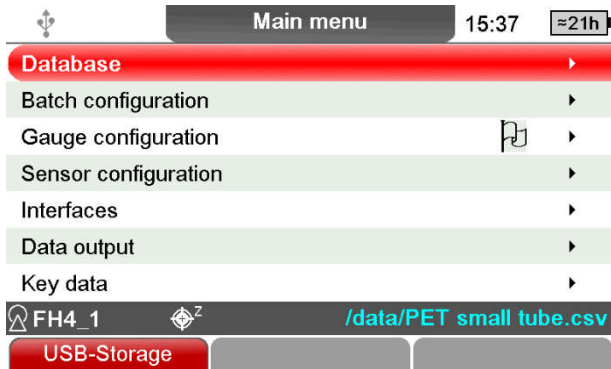 Main menu 15:37 ≈21h
Database
Batch configuration
Gauge configuration
Sensor configuration
Interfaces
Data output
Key data
FH4_1 Z /data/PET small tube.csv
USB-Storage